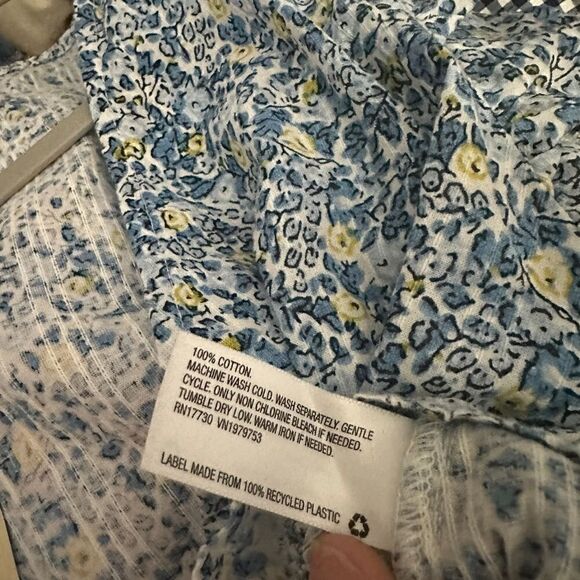 100% COTTON.
MACHINE WASH COLD. WASH SEPARATELY. GENTLE
CYCLE. ONLY NON CHLORINE BLEACH IF NEEDED.
TUMBLE DRY LOW. WARM IRON IF NEEDED.
RN17730 VN1979753
LABEL MADE FROM 100% RECYCLED PLASTIC